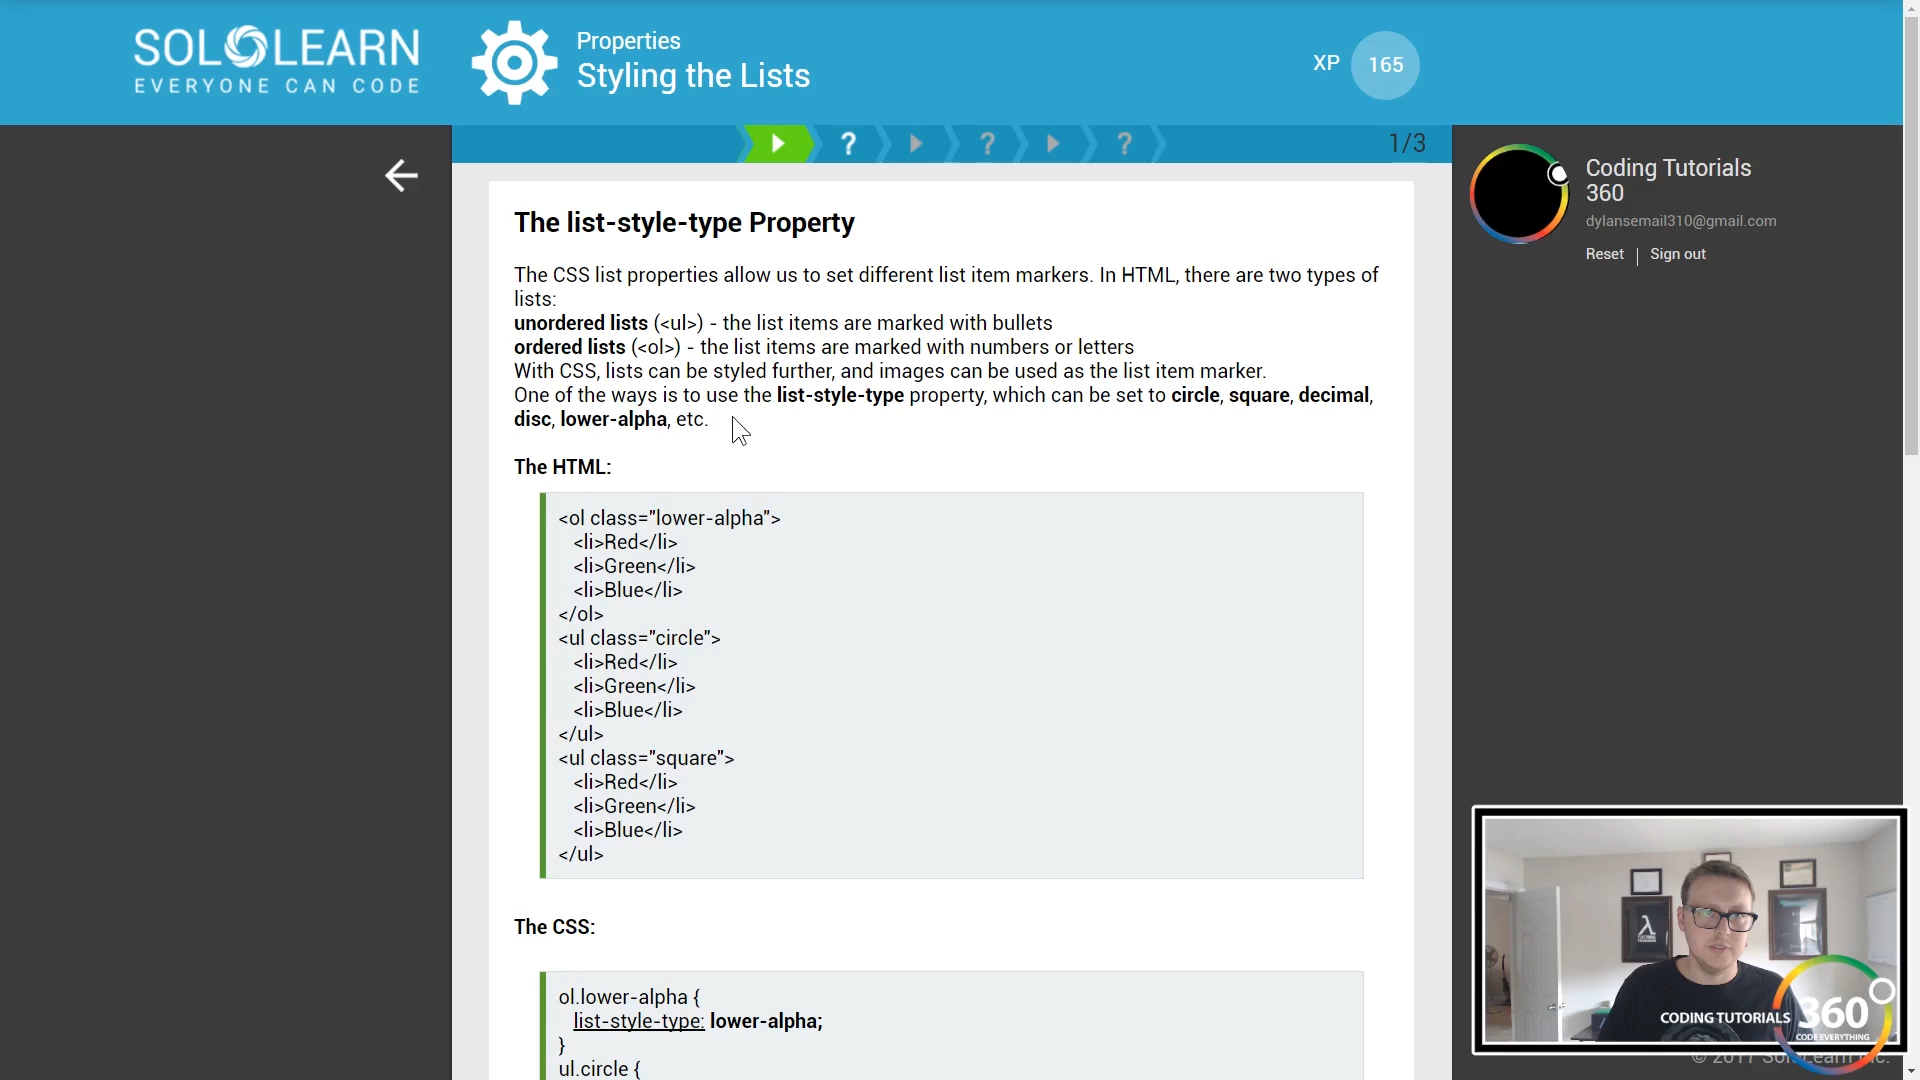 SOLOLEARN
EVERYONE CAN CODE
Properties
Styling the Lists
XP 165
? ? ? 1/3
Coding Tutorials
360
dylansemail310@gmail.com
Reset | Sign out
The list-style-type Property
The CSS list properties allow us to set different list item markers. In HTML, there are two types of
lists:
unordered lists (<ul>) - the list items are marked with bullets
ordered lists (<ol>) - the list items are marked with numbers or letters
With CSS, lists can be styled further, and images can be used as the list item marker.
One of the ways is to use the list-style-type property, which can be set to circle, square, decimal,
disc, lower-alpha, etc.
The HTML:
<ol class="lower-alpha">
<li>Red</li>
<li>Green</li>
<li>Blue</li>
</ol>
<ul class="circle">
<li>Red</li>
<li>Green</li>
<li>Blue</li>
</ul>
<ul class="square">
<li>Red</li>
<li>Green</li>
<li>Blue</li>
</ul>
The CSS:
ol.lower-alpha {
list-style-type: lower-alpha;
}
ul.circle {
CODING TUTORIALS 360
CODE EVERYTHING
© 2017 SoloLearn Inc.